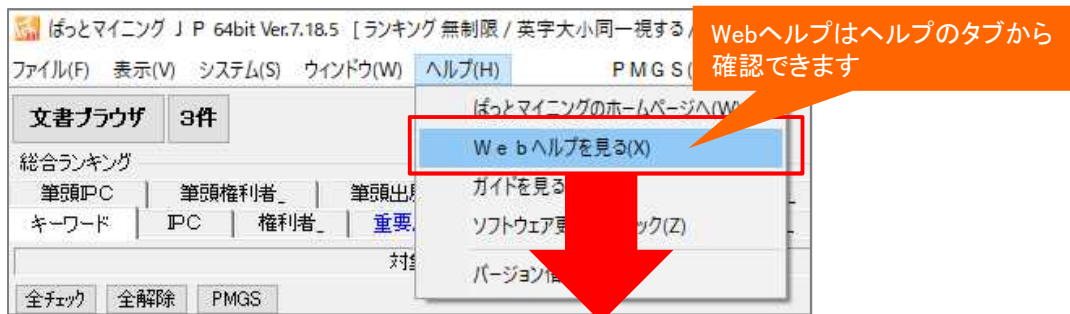 ぱっとマイニング ＪＰ 64bit Ver.7.18.5 [ ランキング 無制限 / 英字大小同一視する /
Webヘルプはヘルプのタブから
確認できます
ファイル(F) 表示(V) システム(S) ウィンドウ(W) ヘルプ(H) ＰＭＧＳ(
文書ブラウザ 3件
ぱっとマイニングのホームページへ(W)
Ｗｅｂヘルプを見る(X)
総合ランキング
筆頭IPC 筆頭権利者_ 筆頭出
ガイドを見る
キーワード IPC 権利者_ 重要
ソフトウェア更 ック(Z)
対
バージョン
全チェック 全解除 PMGS